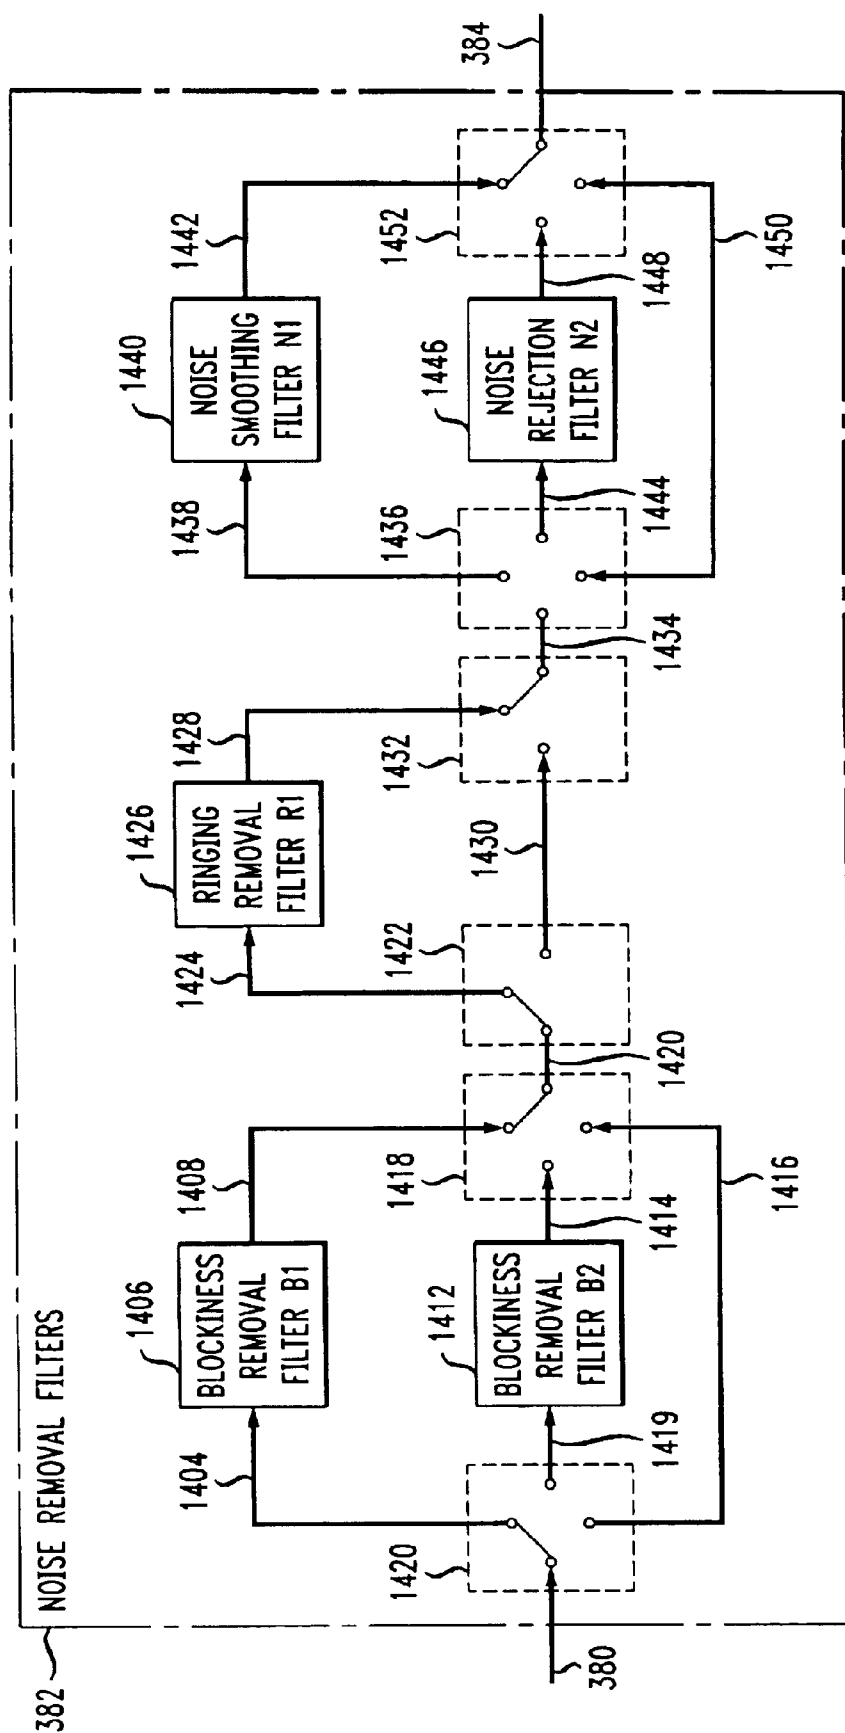 382 NOISE REMOVAL FILTERS
380
1420
1404
1406
BLOCKINESS
REMOVAL
FILTER B1
1408
1419
1412
BLOCKINESS
REMOVAL
FILTER B2
1414
1416
1418
1420
1422
1424
1426
RINGING
REMOVAL
FILTER R1
1428
1430
1432
1434
1436
1438
1440
NOISE
SMOOTHING
FILTER N1
1442
1444
1446
NOISE
REJECTION
FILTER N2
1448
1450
1452
384